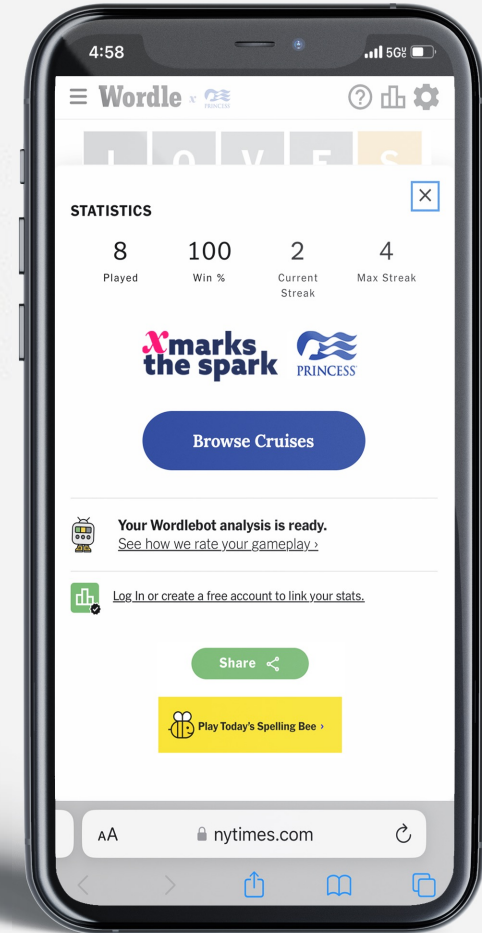 4:58
5G
Wordle x PRINCESS
L O V E S
STATISTICS
8 100 2 4
Played Win % Current Streak Max Streak
Xmarks
the spark PRINCESS
Browse Cruises
Your Wordlebot analysis is ready.
See how we rate your gameplay ›
Log In or create a free account to link your stats.
Share
Play Today's Spelling Bee ›
AA nytimes.com